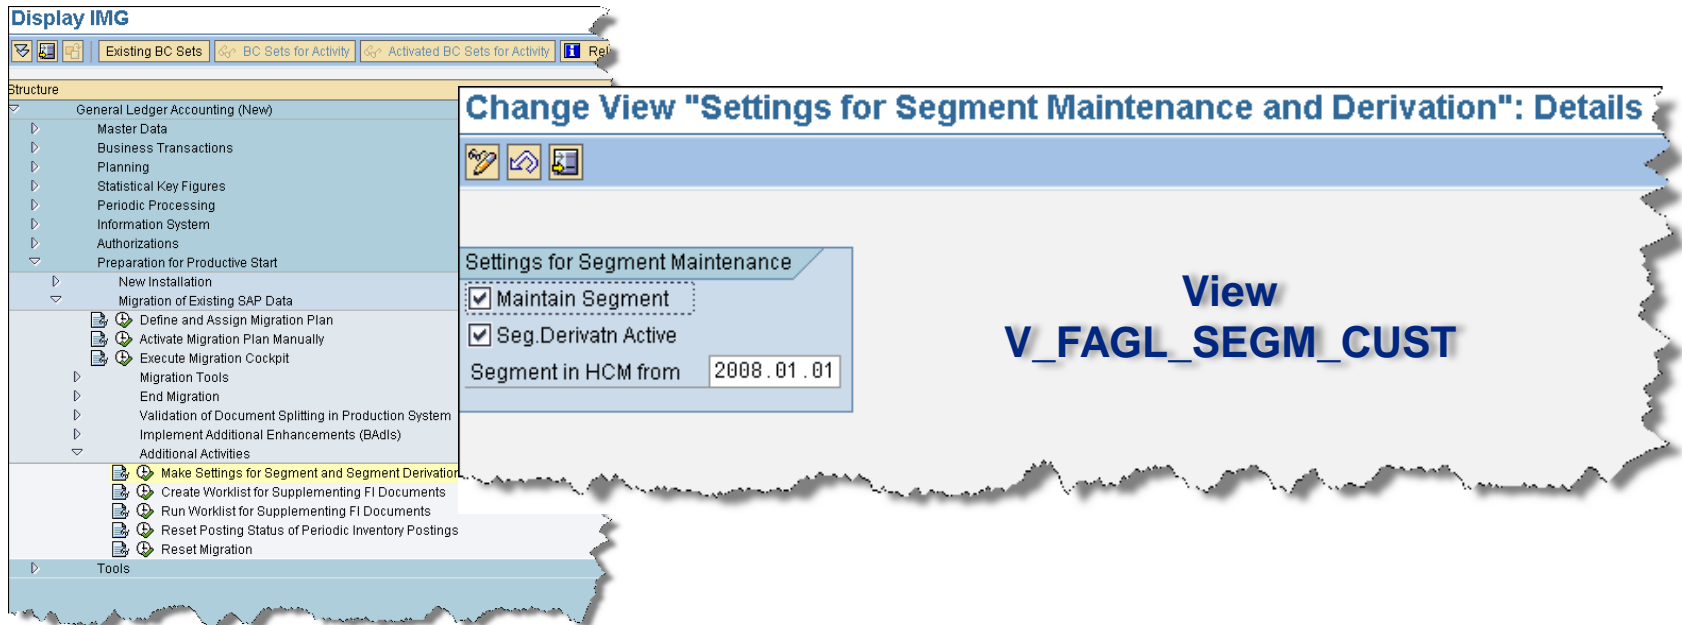 Display IMG
Existing BC Sets
BC Sets for Activity
Activated BC Sets for Activity
Structure
General Ledger Accounting (New)
Master Data
Business Transactions
Planning
Statistical Key Figures
Periodic Processing
Information System
Authorizations
Preparation for Productive Start
New Installation
Migration of Existing SAP Data
Define and Assign Migration Plan
Activate Migration Plan Manually
Execute Migration Cockpit
Migration Tools
End Migration
Validation of Document Splitting in Production System
Implement Additional Enhancements (BAdIs)
Additional Activities
Make Settings for Segment and Segment Derivation
Create Worklist for Supplementing FI Documents
Run Worklist for Supplementing FI Documents
Reset Posting Status of Periodic Inventory Postings
Reset Migration
Tools
Change View "Settings for Segment Maintenance and Derivation": Details
Settings for Segment Maintenance
Maintain Segment
Seg.Derivatn Active
Segment in HCM from 2008.01.01
View
V_FAGL_SEGM_CUST